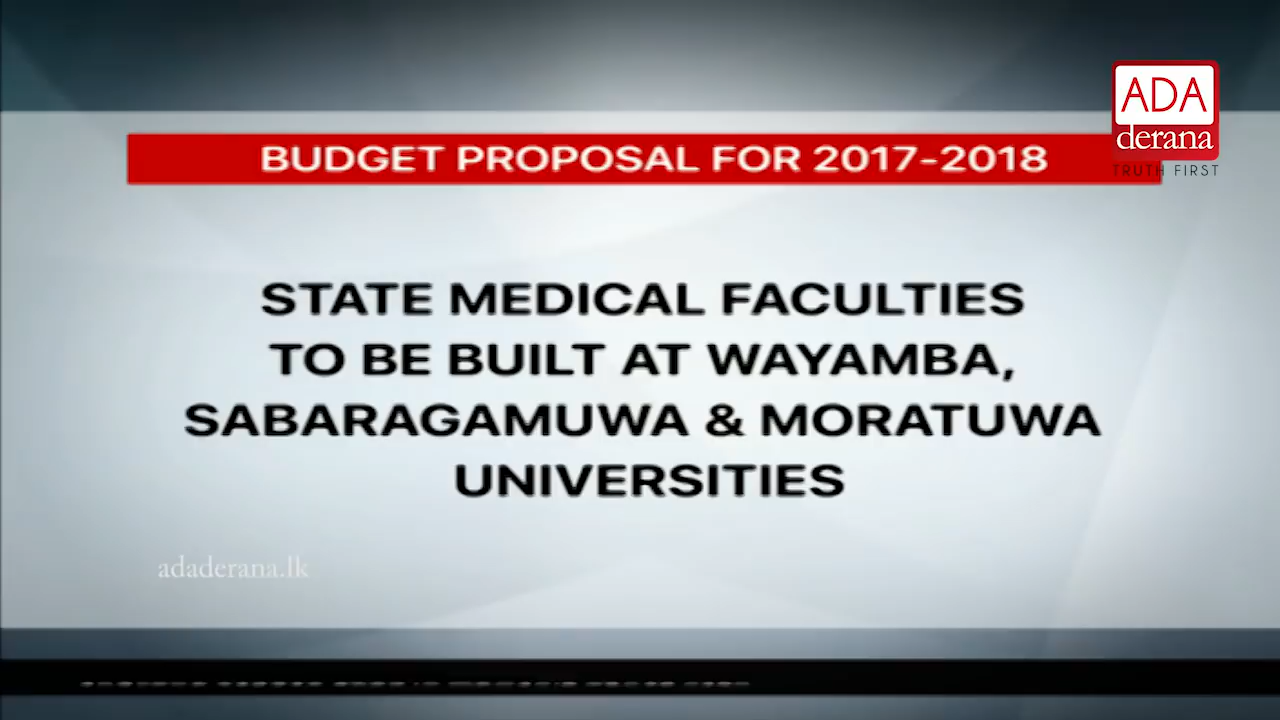 ADA
derana
TRUTH FIRST
BUDGET PROPOSAL FOR 2017-2018
STATE MEDICAL FACULTIES
TO BE BUILT AT WAYAMBA,
SABARAGAMUWA & MORATUWA
UNIVERSITIES
adaderana.lk